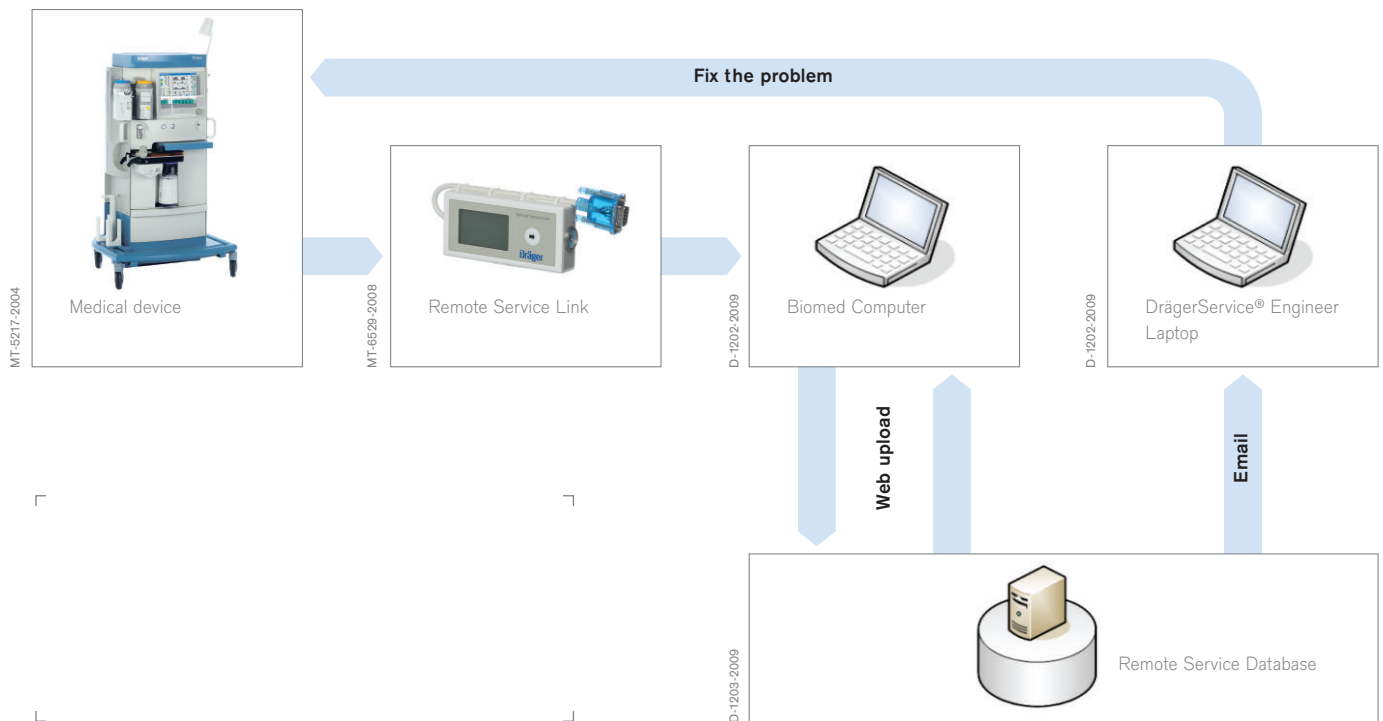 Fix the problem
MT-5217-2004
Medical device
MT-6529-2008
Dräger
Remote Service Link
D-1202-2009
Biomed Computer
D-1202-2009
DrägerService® Engineer
Laptop
Web upload
Email
D-1203-2009
Remote Service Database